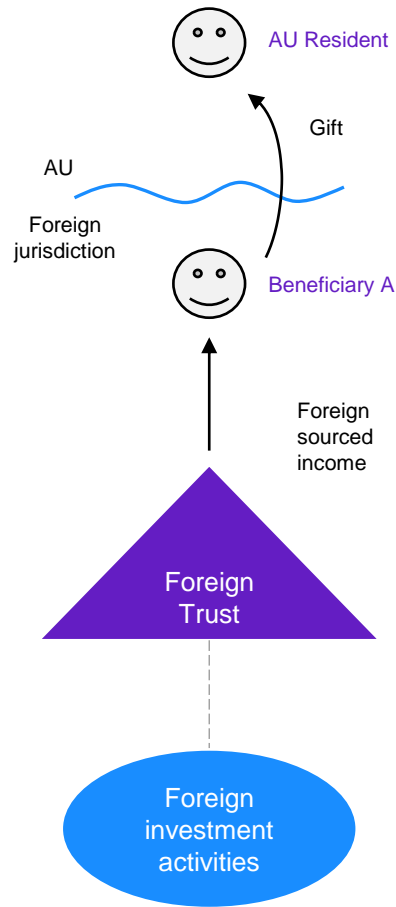 AU Resident
Gift
AU
Foreign
jurisdiction
Beneficiary A
Foreign
sourced
income
Foreign
Trust
Foreign
investment
activities